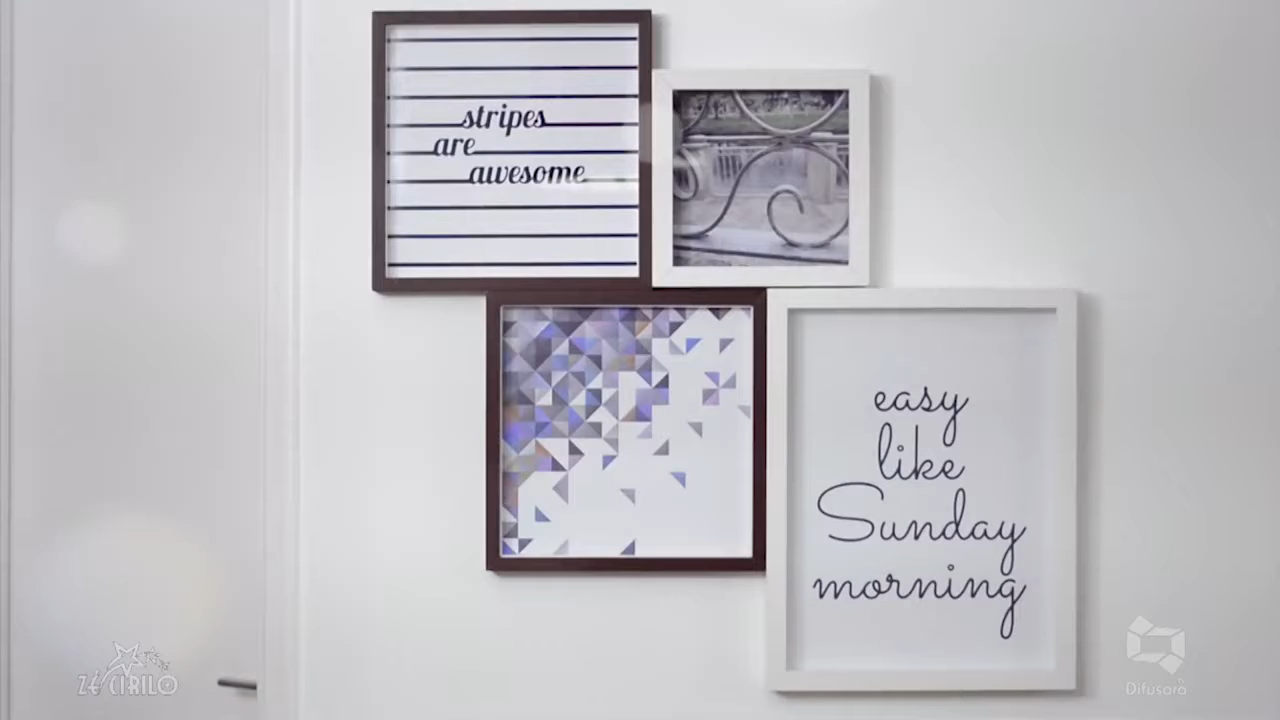 stripes
are
awesome
easy
like
Sunday
morning
ZÉ CIRILO
Difusora